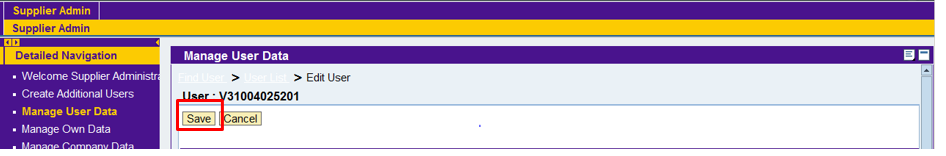 Supplier Admin
Supplier Admin
Detailed Navigation
Welcome Supplier Administra
Create Additional Users
Manage User Data
Manage Own Data
Manage Company Data
Manage User Data
Find User > User List > Edit User
User : V31004025201
Save Cancel